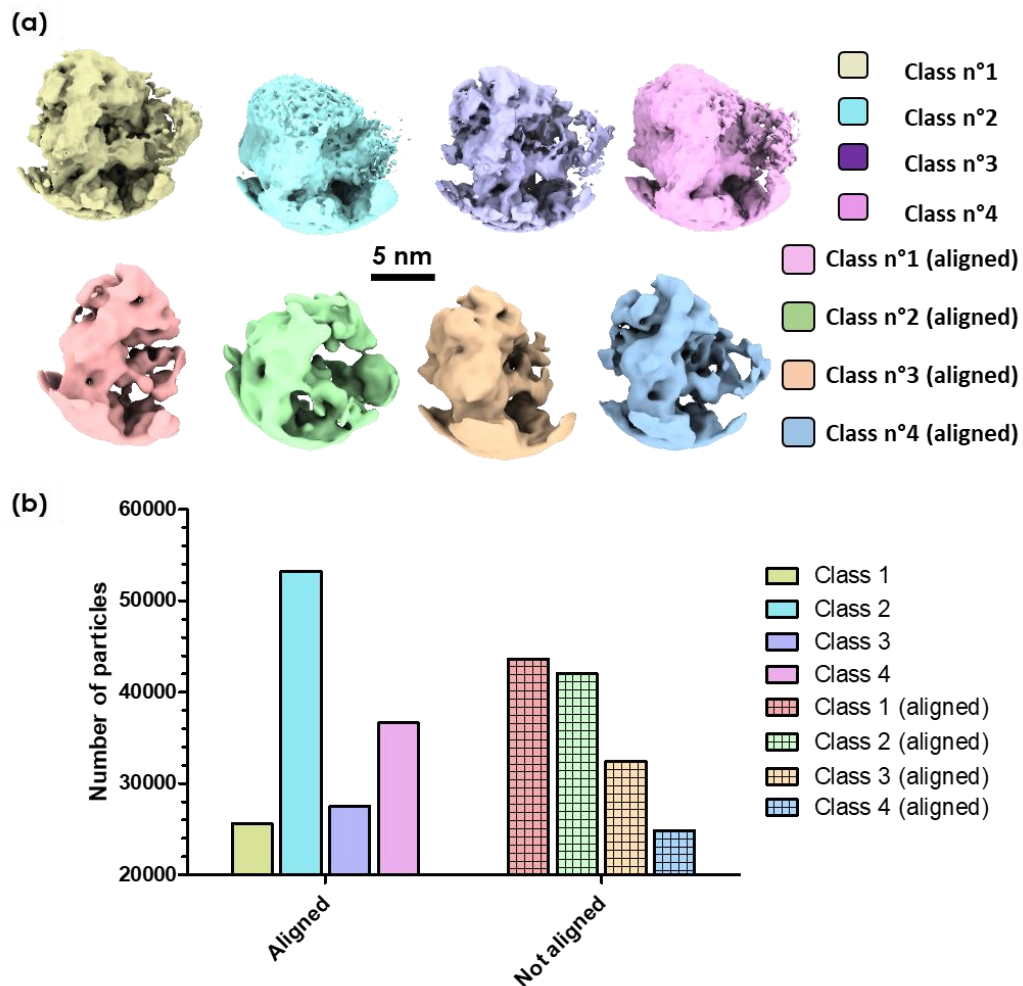 (a)
Class n°1
Class n°2
Class n°3
Class n°4
5 nm
Class n°1 (aligned)
Class n°2 (aligned)
Class n°3 (aligned)
Class n°4 (aligned)
(b)
60000
50000
40000
30000
20000
Number of particles
Aligned
Not aligned
Class 1
Class 2
Class 3
Class 4
Class 1 (aligned)
Class 2 (aligned)
Class 3 (aligned)
Class 4 (aligned)